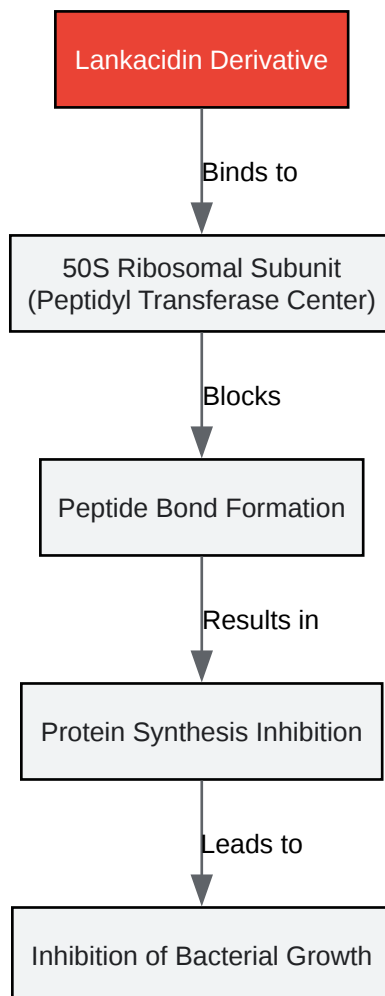 Lankacidin Derivative
Binds to
50S Ribosomal Subunit
(Peptidyl Transferase Center)
Blocks
Peptide Bond Formation
Results in
Protein Synthesis Inhibition
Leads to
Inhibition of Bacterial Growth